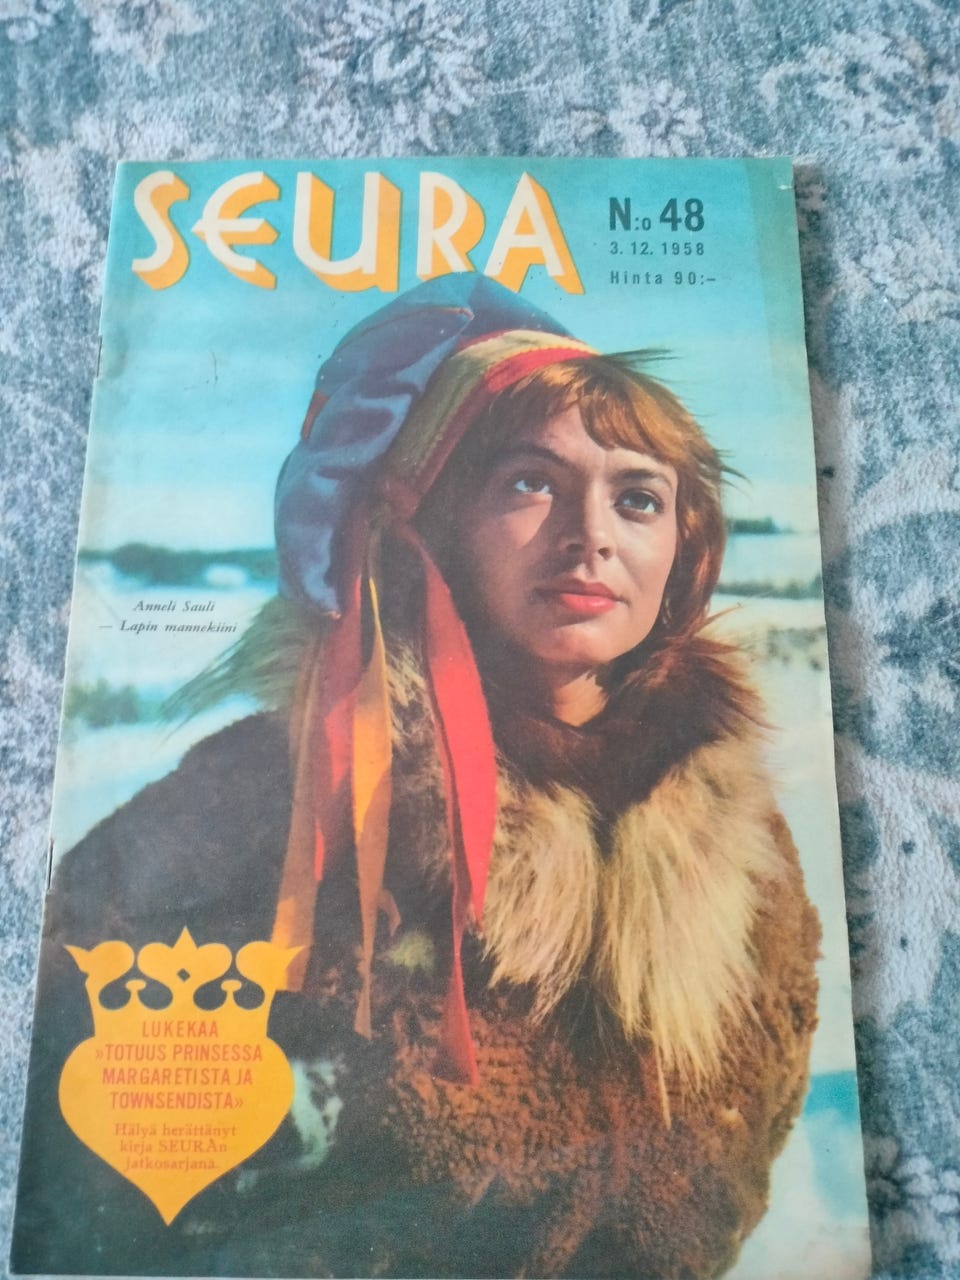 SEURA
N:o 48
3. 12. 1958
Hinta 90:–
Anneli Sauli
— Lapin mannekiini
LUKEKAA
»TOTUUS PRINSESSA
MARGARETISTA JA
TOWNSENDISTA»
Hälyä herättänyt
kirja SEURAn
jatkosarjana.